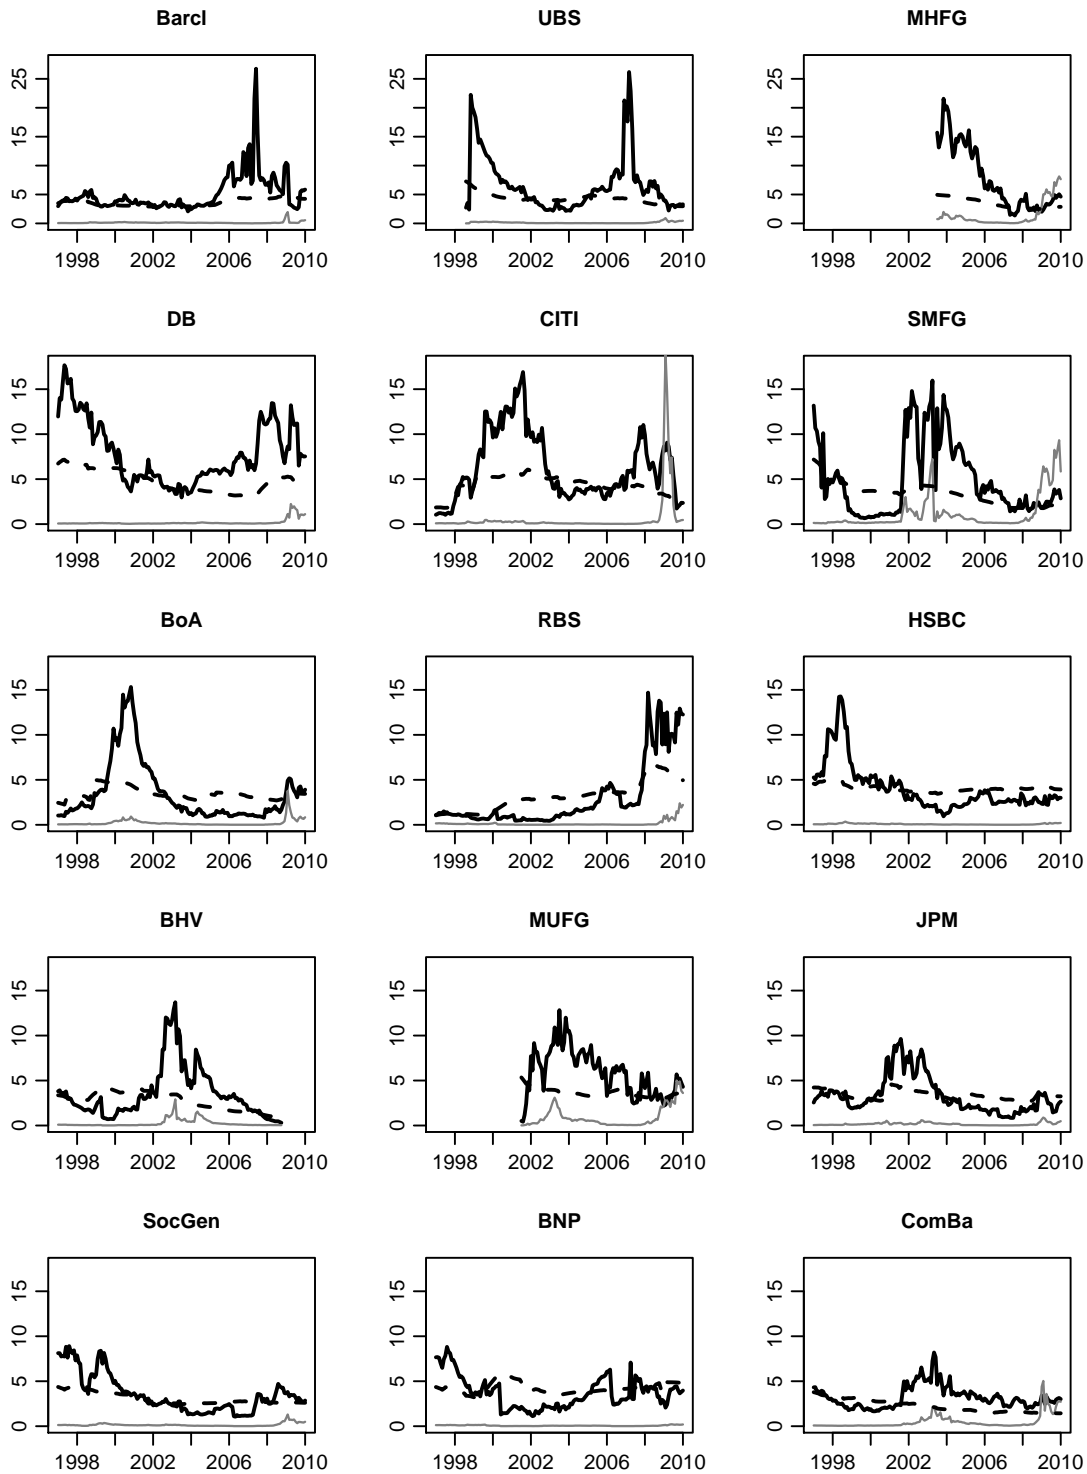 Barcl UBS MHFG
0 5 15 25 0 5 15 25 0 5 15 25
1998 2002 2006 2010 1998 2002 2006 2010 1998 2002 2006 2010
DB CITI SMFG
0 5 10 15 0 5 10 15 0 5 10 15
1998 2002 2006 2010 1998 2002 2006 2010 1998 2002 2006 2010
BoA RBS HSBC
0 5 10 15 0 5 10 15 0 5 10 15
1998 2002 2006 2010 1998 2002 2006 2010 1998 2002 2006 2010
BHV MUFG JPM
0 5 10 15 0 5 10 15 0 5 10 15
1998 2002 2006 2010 1998 2002 2006 2010 1998 2002 2006 2010
SocGen BNP ComBa
0 5 10 15 0 5 10 15 0 5 10 15
1998 2002 2006 2010 1998 2002 2006 2010 1998 2002 2006 2010